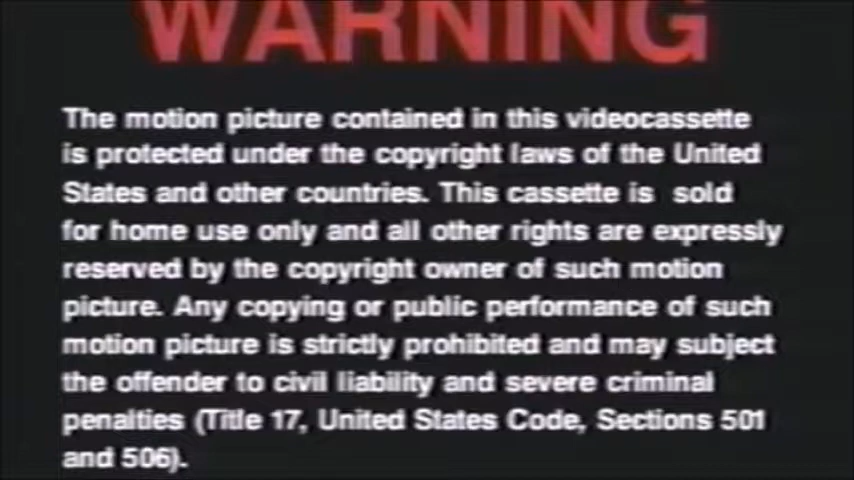 WARNING
The motion picture contained in this videocassette
is protected under the copyright laws of the United
States and other countries. This cassette is sold
for home use only and all other rights are expressly
reserved by the copyright owner of such motion
picture. Any copying or public performance of such
motion picture is strictly prohibited and may subject
the offender to civil liability and severe criminal
penalties (Title 17, United States Code, Sections 501
and 506).